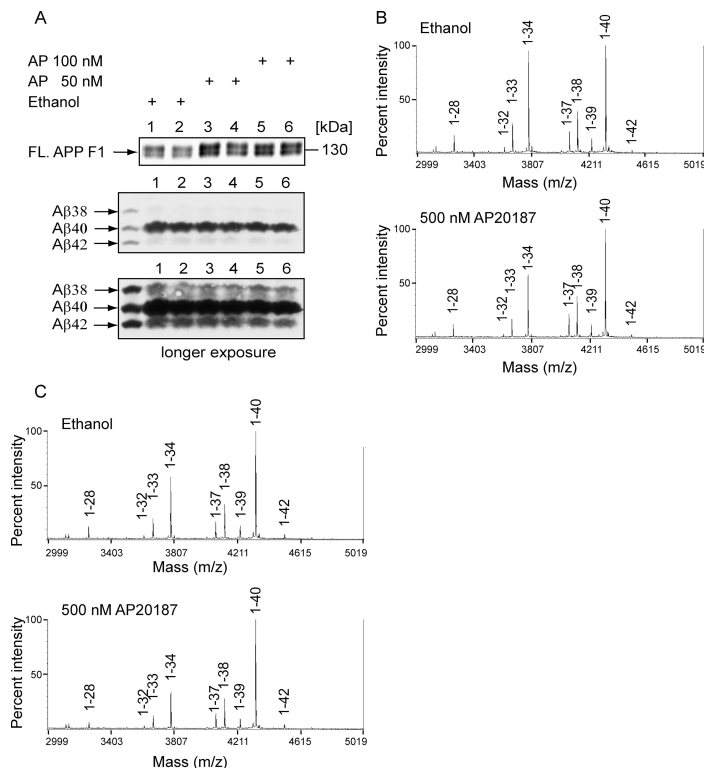 A
AP 100 nM + +
AP 50 nM + +
Ethanol + +
1 2 3 4 5 6 [kDa]
FL. APP F1 130
1 2 3 4 5 6
Aβ38
Aβ40
Aβ42
1 2 3 4 5 6
Aβ38
Aβ40
Aβ42
longer exposure
B
Ethanol
Percent intensity
100
50
1-28
1-32
1-33
1-34
1-37
1-38
1-39
1-40
1-42
2999 3403 3807 4211 4615 5019
Mass (m/z)
500 nM AP20187
Percent intensity
100
50
1-28
1-32
1-33
1-34
1-37
1-38
1-39
1-40
1-42
2999 3403 3807 4211 4615 5019
Mass (m/z)
C
Ethanol
Percent intensity
100
50
1-28
1-32
1-33
1-34
1-37
1-38
1-39
1-40
1-42
2999 3403 3807 4211 4615 5019
Mass (m/z)
500 nM AP20187
Percent intensity
100
50
1-28
1-32
1-33
1-34
1-37
1-38
1-39
1-40
1-42
2999 3403 3807 4211 4615 5019
Mass (m/z)